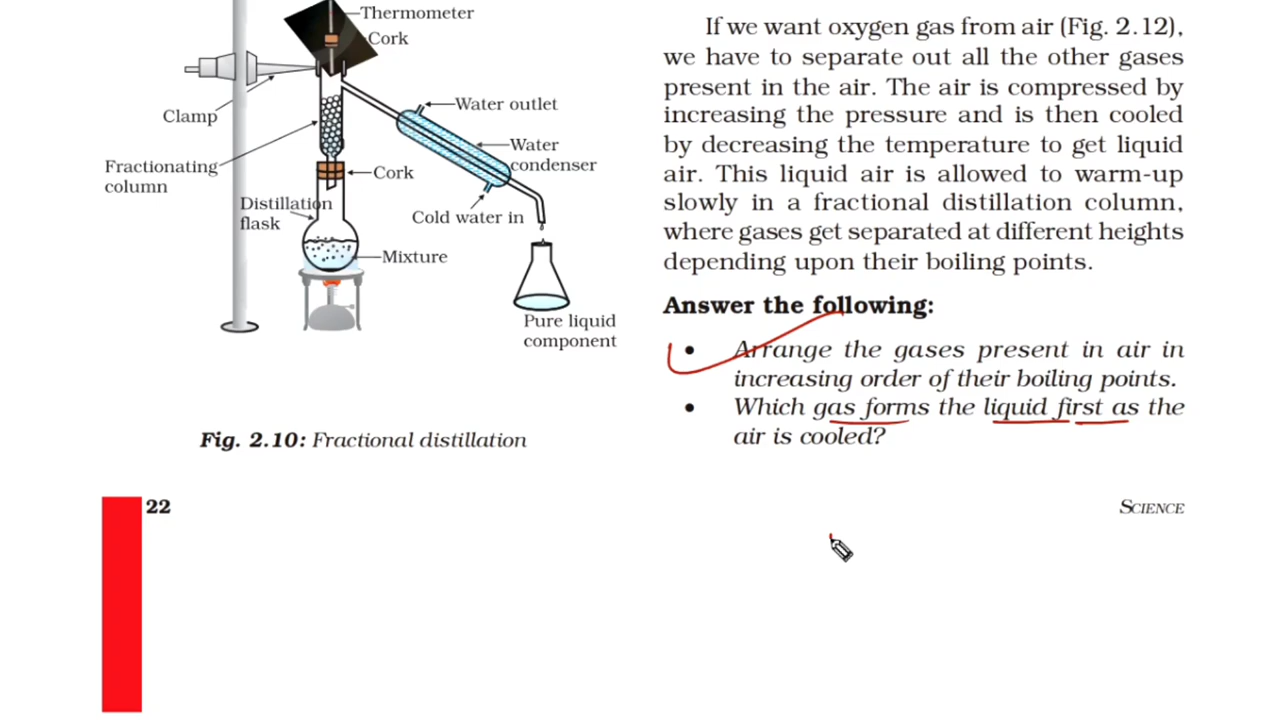 Thermometer
Cork
Clamp
Water outlet
Water
condenser
Fractionating
column
Cork
Distillation
flask
Cold water in
Mixture
Pure liquid
component
Fig. 2.10: Fractional distillation
22
If we want oxygen gas from air (Fig. 2.12),
we have to separate out all the other gases
present in the air. The air is compressed by
increasing the pressure and is then cooled
by decreasing the temperature to get liquid
air. This liquid air is allowed to warm-up
slowly in a fractional distillation column,
where gases get separated at different heights
depending upon their boiling points.
Answer the following:
• Arrange the gases present in air in
increasing order of their boiling points.
• Which gas forms the liquid first as the
air is cooled?
SCIENCE